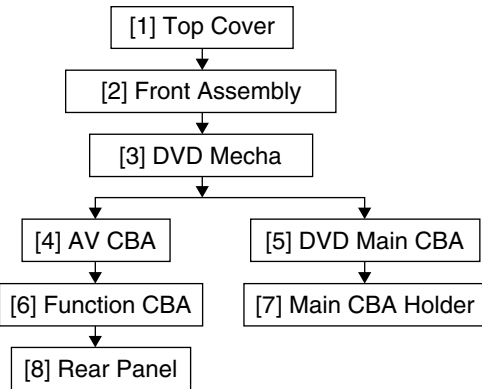 [1] Top Cover
[2] Front Assembly
[3] DVD Mecha
[4] AV CBA
[5] DVD Main CBA
[6] Function CBA
[7] Main CBA Holder
[8] Rear Panel